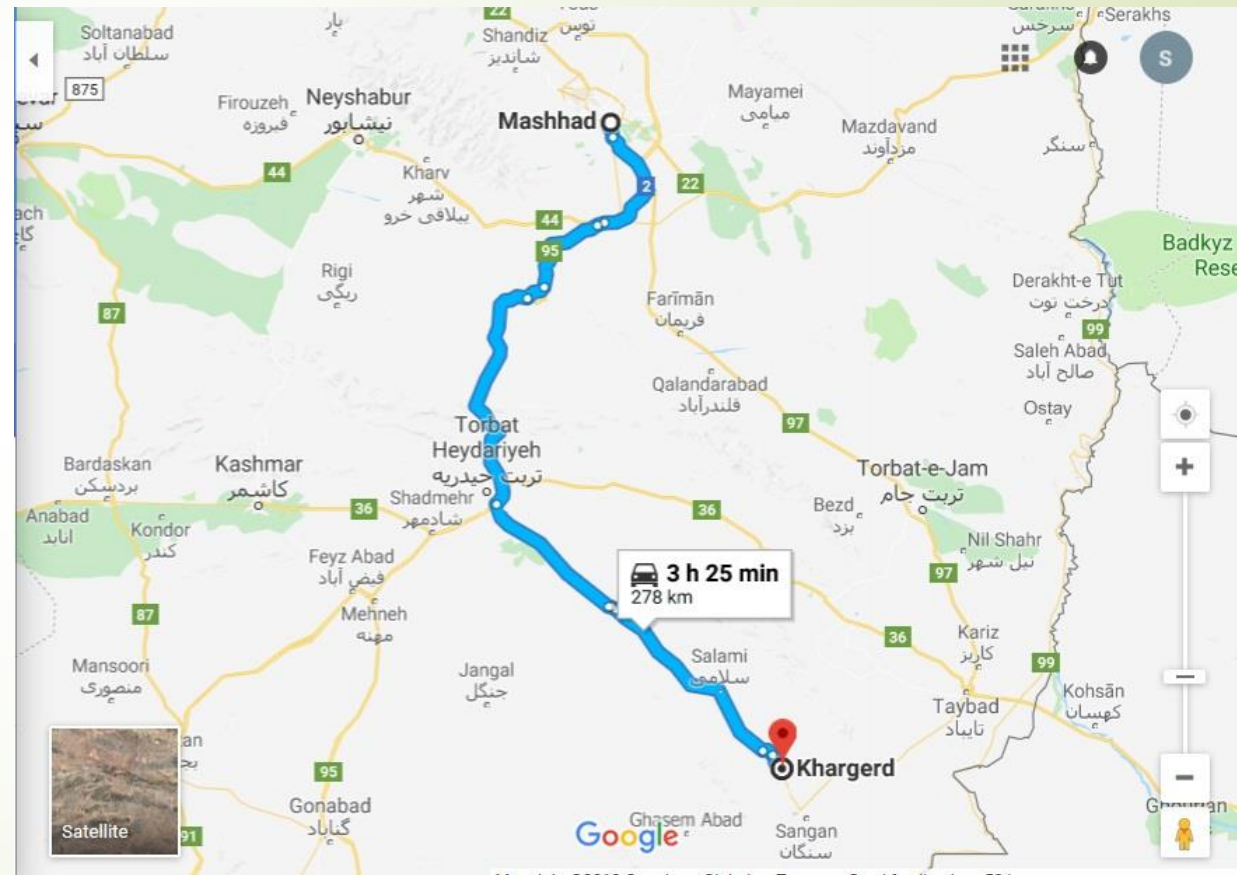 22
Shandiz
شاندیز
توس
Serakhs
سرخس
S
Soltanabad
سلطان آباد
875
Firouzeh
فیروزه
Neyshabur
نیشابور
Mashhad
Mayamei
میامی
Mazdavand
مزدآوند
سنگر
44
Kharv
شهر
ییلاقی خرو
2
22
44
95
Badkyz
Rigi
ریگی
Farīmān
فریمان
Derakht-e Tut
درخت توت
87
99
Saleh Abad
صالح آباد
Qalandarabad
قلندرآباد
Ostay
97
Torbat
Heydariyeh
تربت حیدریه
Bardaskan
بردسکن
Kashmar
کاشمر
Torbat-e-Jam
تربت جام
Shadmehr
شادمهر
36
36
Bezd
بزد
Anabad
انابد
Kondor
کندر
Nil Shahr
نیل شهر
Feyz Abad
فیض آباد
3 h 25 min
278 km
97
87
Mehneh
مهنه
36
Kariz
کاریز
Mansoori
منصوری
Jangal
جنگل
Salami
سلامی
99
Taybad
تایباد
Kohsān
کهسان
Khargerd
95
Gonabad
گناباد
Satellite
91
Google
Ghasem Abad
Sangan
سنگان